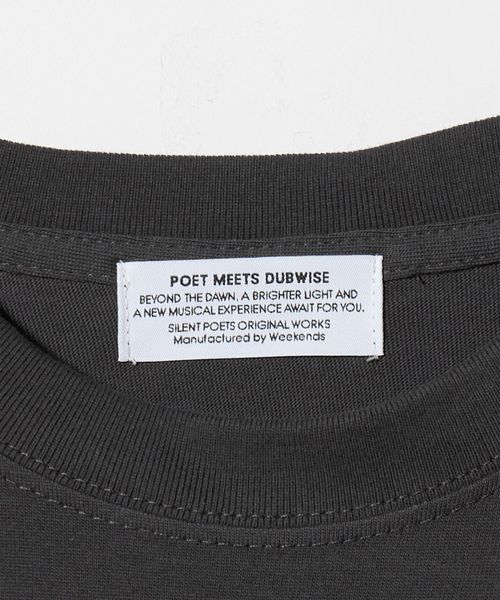 POET MEETS DUBWISE
BEYOND THE DAWN, A BRIGHTER LIGHT AND
A NEW MUSICAL EXPERIENCE AWAIT FOR YOU.
SILENT POETS ORIGINAL WORKS
Manufactured by Weekends